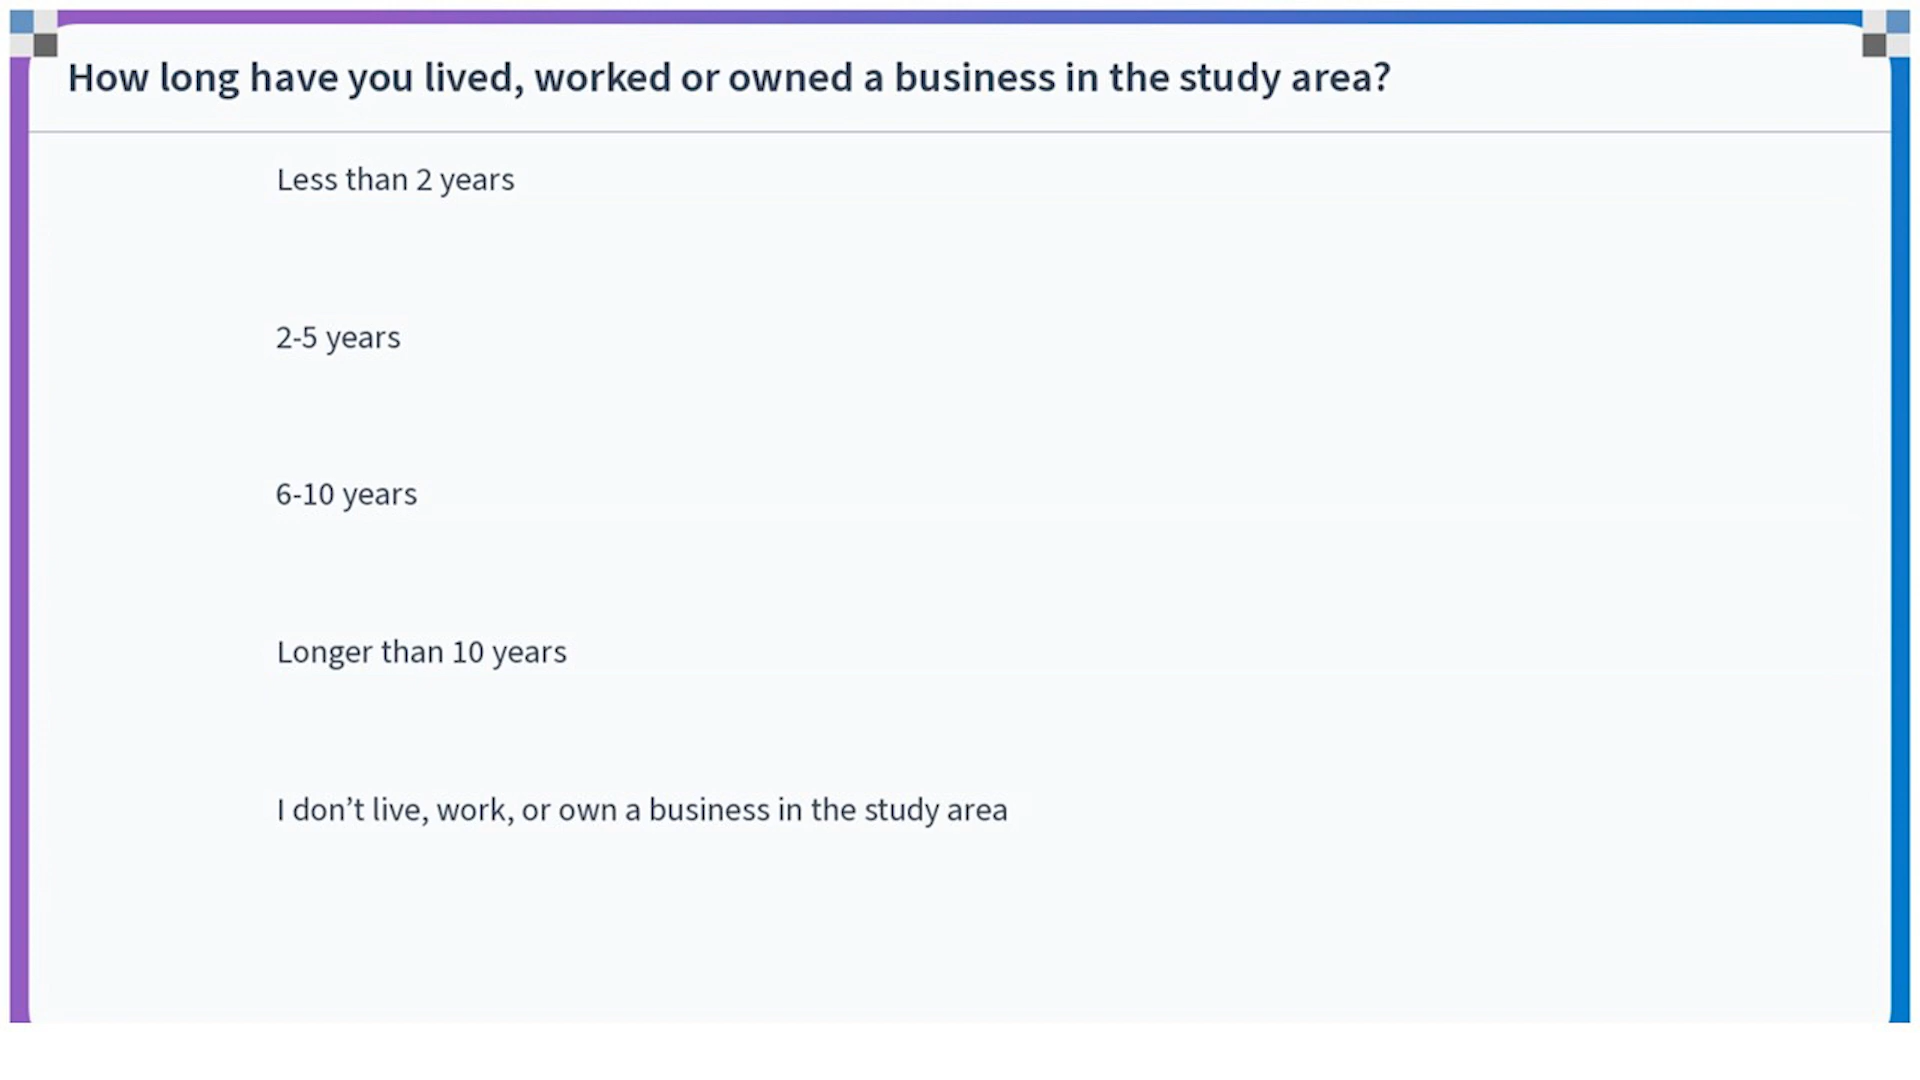 How long have you lived, worked or owned a business in the study area?
Less than 2 years
2-5 years
6-10 years
Longer than 10 years
I don’t live, work, or own a business in the study area